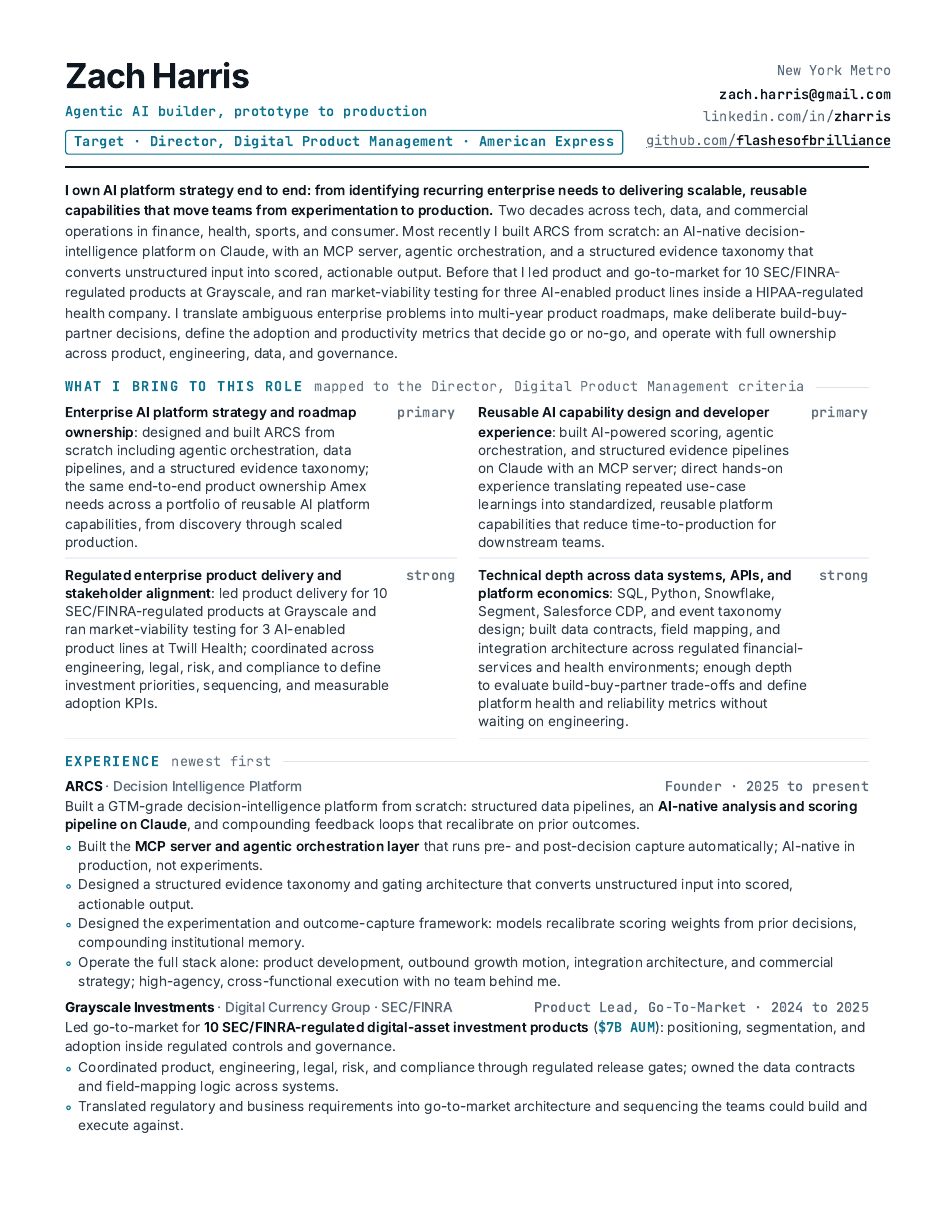 Zach Harris
Agentic AI builder, prototype to production
Target · Director, Digital Product Management · American Express
New York Metro
zach.harris@gmail.com
linkedin.com/in/zharris
github.com/flashesofbrilliance
I own AI platform strategy end to end: from identifying recurring enterprise needs to delivering scalable, reusable
capabilities that move teams from experimentation to production. Two decades across tech, data, and commercial
operations in finance, health, sports, and consumer. Most recently I built ARCS from scratch: an AI-native decision-
intelligence platform on Claude, with an MCP server, agentic orchestration, and a structured evidence taxonomy that
converts unstructured input into scored, actionable output. Before that I led product and go-to-market for 10 SEC/FINRA-
regulated products at Grayscale, and ran market-viability testing for three AI-enabled product lines inside a HIPAA-regulated
health company. I translate ambiguous enterprise problems into multi-year product roadmaps, make deliberate build-buy-
partner decisions, define the adoption and productivity metrics that decide go or no-go, and operate with full ownership
across product, engineering, data, and governance.
WHAT I BRING TO THIS ROLE mapped to the Director, Digital Product Management criteria
Enterprise AI platform strategy and roadmap primary
ownership: designed and built ARCS from
scratch including agentic orchestration, data
pipelines, and a structured evidence taxonomy;
the same end-to-end product ownership Amex
needs across a portfolio of reusable AI platform
capabilities, from discovery through scaled
production.
Reusable AI capability design and developer primary
experience: built AI-powered scoring, agentic
orchestration, and structured evidence pipelines
on Claude with an MCP server; direct hands-on
experience translating repeated use-case
learnings into standardized, reusable platform
capabilities that reduce time-to-production for
downstream teams.
Regulated enterprise product delivery and strong
stakeholder alignment: led product delivery for 10
SEC/FINRA-regulated products at Grayscale and
ran market-viability testing for 3 AI-enabled
product lines at Twill Health; coordinated across
engineering, legal, risk, and compliance to define
investment priorities, sequencing, and measurable
adoption KPIs.
Technical depth across data systems, APIs, and strong
platform economics: SQL, Python, Snowflake,
Segment, Salesforce CDP, and event taxonomy
design; built data contracts, field mapping, and
integration architecture across regulated financial-
services and health environments; enough depth
to evaluate build-buy-partner trade-offs and define
platform health and reliability metrics without
waiting on engineering.
EXPERIENCE newest first
ARCS · Decision Intelligence Platform Founder · 2025 to present
Built a GTM-grade decision-intelligence platform from scratch: structured data pipelines, an AI-native analysis and scoring
pipeline on Claude, and compounding feedback loops that recalibrate on prior outcomes.
Built the MCP server and agentic orchestration layer that runs pre- and post-decision capture automatically; AI-native in
production, not experiments.
Designed a structured evidence taxonomy and gating architecture that converts unstructured input into scored,
actionable output.
Designed the experimentation and outcome-capture framework: models recalibrate scoring weights from prior decisions,
compounding institutional memory.
Operate the full stack alone: product development, outbound growth motion, integration architecture, and commercial
strategy; high-agency, cross-functional execution with no team behind me.
Grayscale Investments · Digital Currency Group · SEC/FINRA Product Lead, Go-To-Market · 2024 to 2025
Led go-to-market for 10 SEC/FINRA-regulated digital-asset investment products ($7B AUM): positioning, segmentation, and
adoption inside regulated controls and governance.
Coordinated product, engineering, legal, risk, and compliance through regulated release gates; owned the data contracts
and field-mapping logic across systems.
Translated regulatory and business requirements into go-to-market architecture and sequencing the teams could build and
execute against.